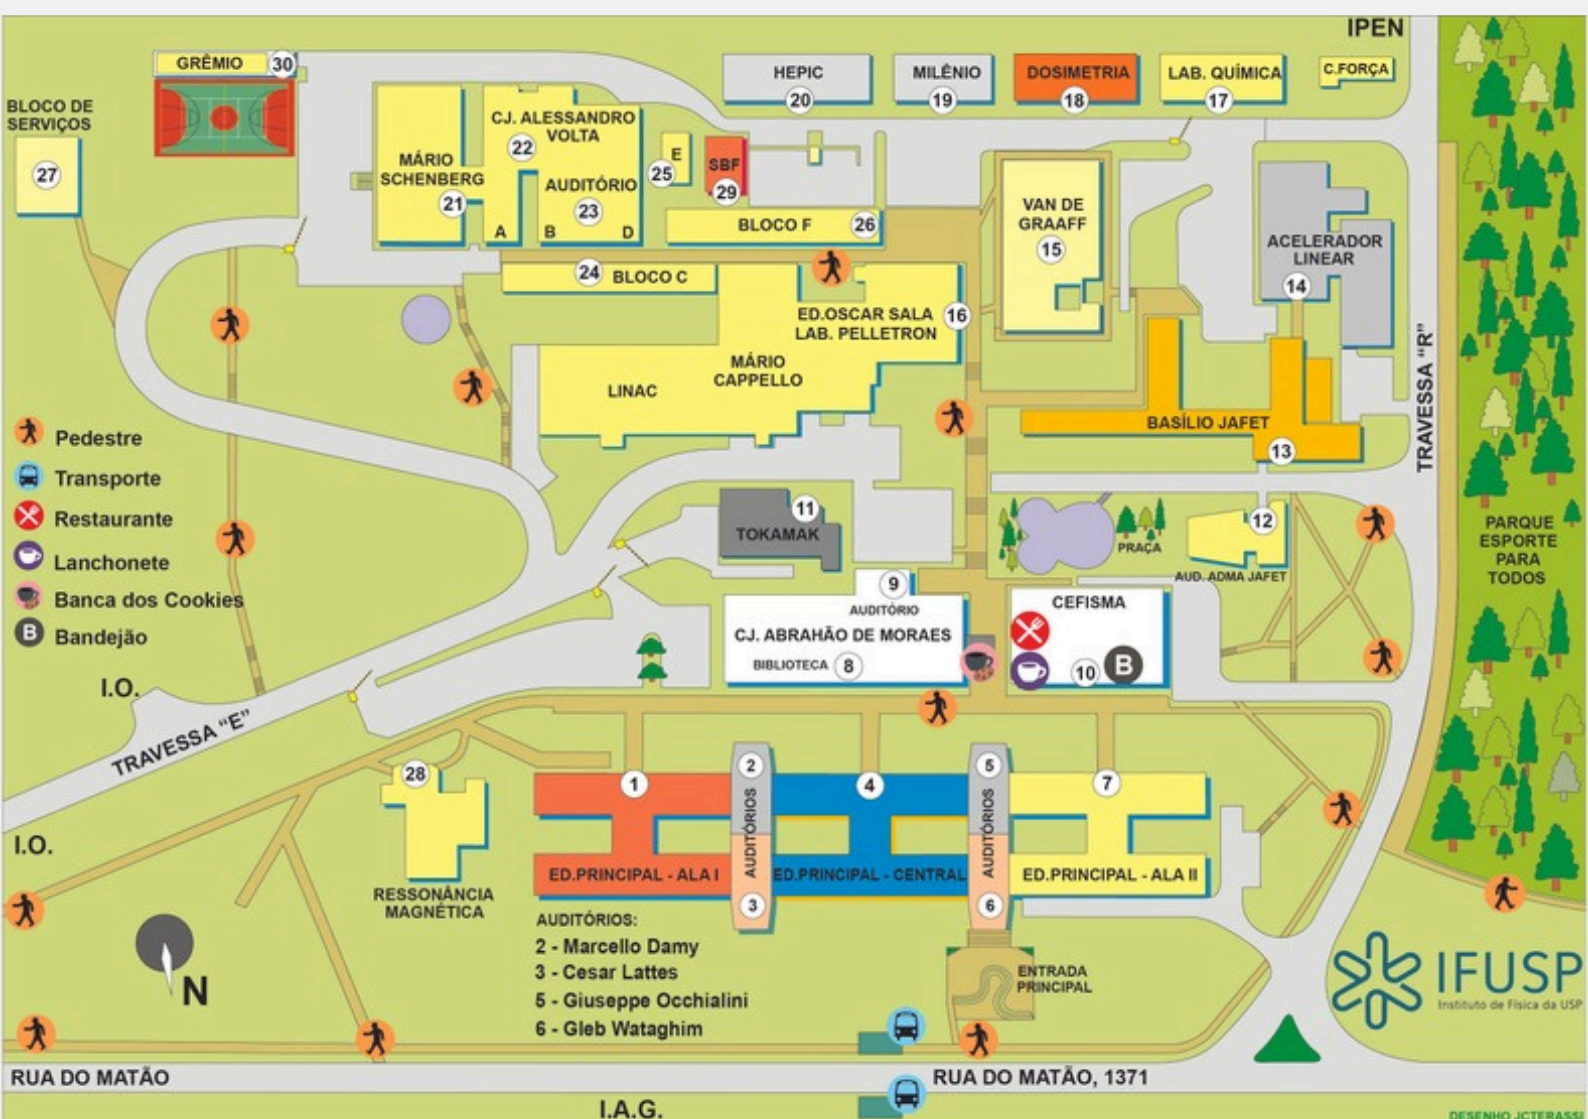 IPEN
GRÊMIO 30
HEPIC
20
MILÊNIO
19
DOSIMETRIA
18
LAB. QUÍMICA
17
C.FORÇA
BLOCO DE
SERVIÇOS
27
MÁRIO
SCHENBERG
21
CJ. ALESSANDRO
VOLTA
22
AUDITÓRIO
23
A B D
E
25
SBF
29
BLOCO F 26
24 BLOCO C
VAN DE
GRAAFF
15
ACELERADOR
LINEAR
14
ED.OSCAR SALA
LAB. PELLETRON
16
MÁRIO
CAPPELLO
LINAC
BASÍLIO JAFET
13
TRAVESSA "R"
Pedestre
Transporte
Restaurante
Lanchonete
Banca dos Cookies
B Bandejão
11
TOKAMAK
PRAÇA
12
AUD. ADMA JAFET
PARQUE
ESPORTE
PARA
TODOS
9
AUDITÓRIO
CJ. ABRAHÃO DE MORAES
BIBLIOTECA 8
CEFISMA
10 B
I.O.
TRAVESSA "E"
I.O.
28
RESSONÂNCIA
MAGNÉTICA
1
ED.PRINCIPAL - ALA I
2
AUDITÓRIOS
3
4
ED.PRINCIPAL - CENTRAL
5
AUDITÓRIOS
6
7
ED.PRINCIPAL - ALA II
AUDITÓRIOS:
2 - Marcello Damy
3 - Cesar Lattes
5 - Giuseppe Occhialini
6 - Gleb Wataghim
ENTRADA
PRINCIPAL
N
IFUSP
Instituto de Física da USP
RUA DO MATÃO
RUA DO MATÃO, 1371
I.A.G.
DESENHO JCTERASSI